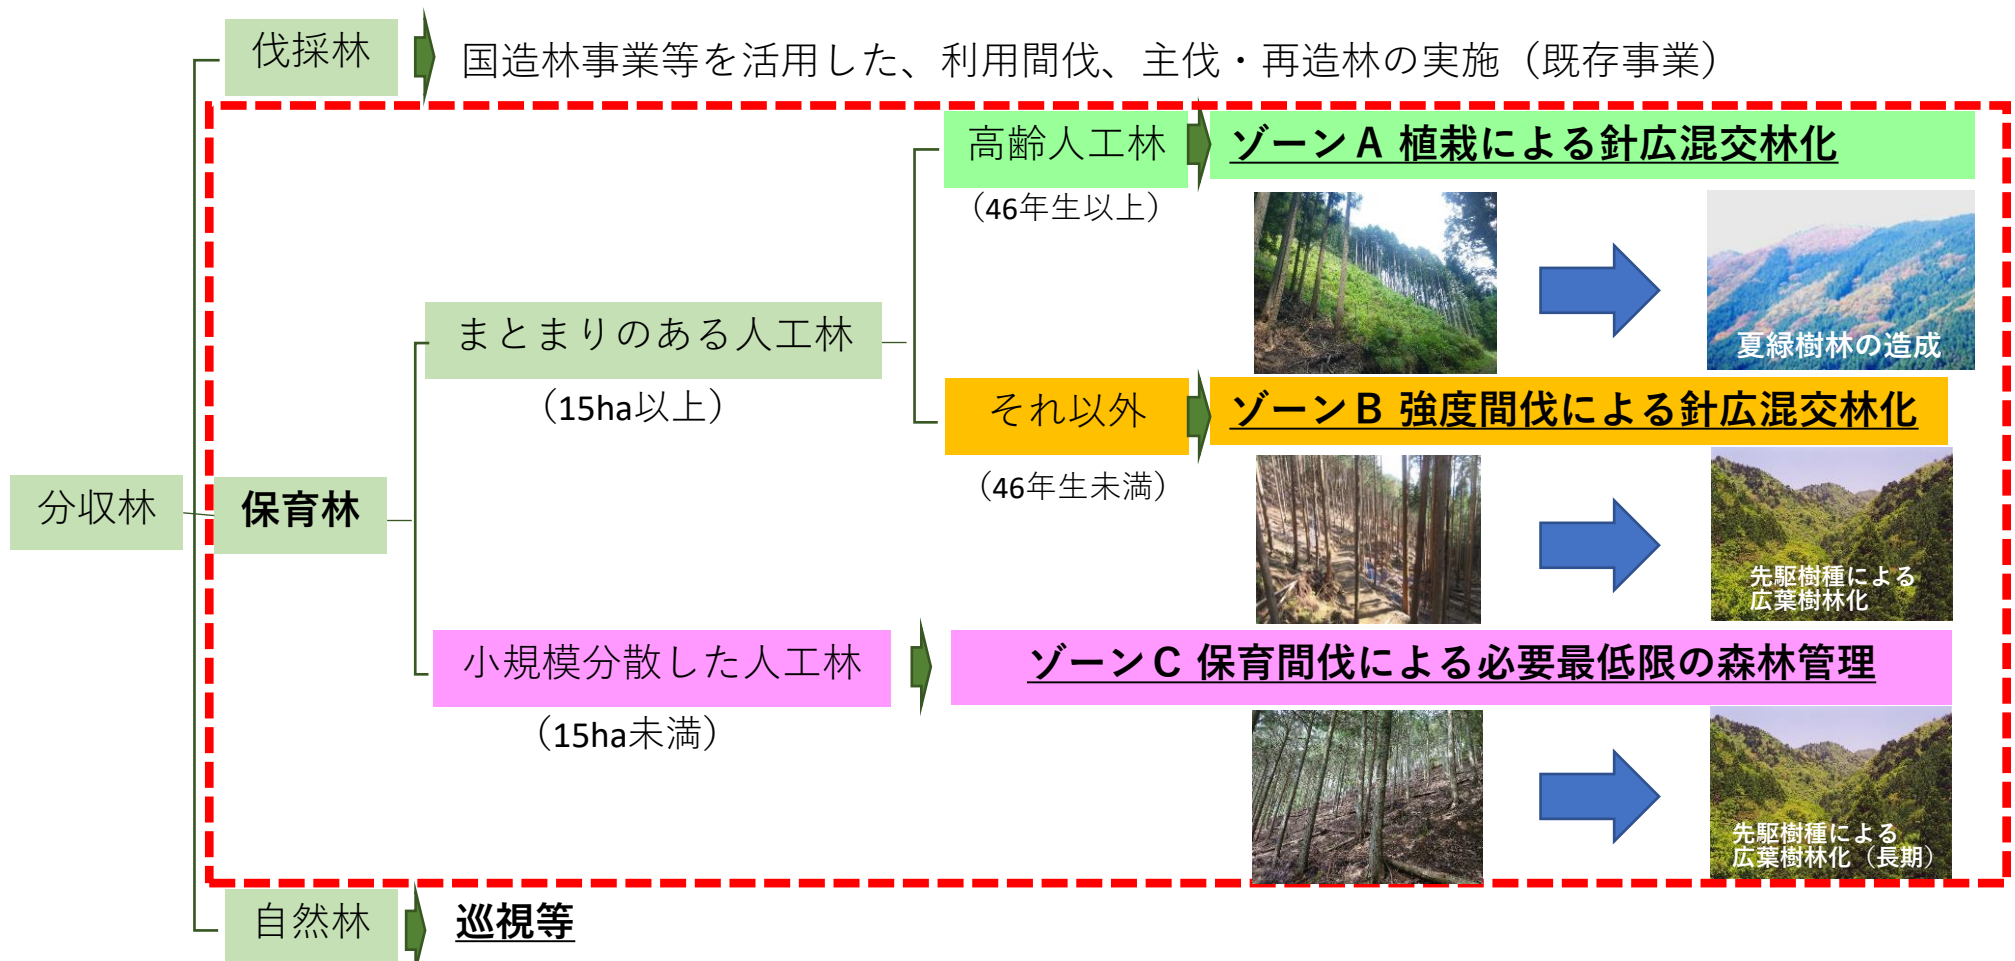 伐採林
国造林事業等を活用した、利用間伐、主伐・再造林の実施（既存事業）
高齢人工林
ゾーンA 植栽による針広混交林化
（46年生以上）
夏緑樹林の造成
まとまりのある人工林
（15ha以上）
それ以外
ゾーンB 強度間伐による針広混交林化
（46年生未満）
先駆樹種による
広葉樹林化
分収林
保育林
小規模分散した人工林
ゾーンC 保育間伐による必要最低限の森林管理
（15ha未満）
先駆樹種による
広葉樹林化（長期）
自然林
巡視等